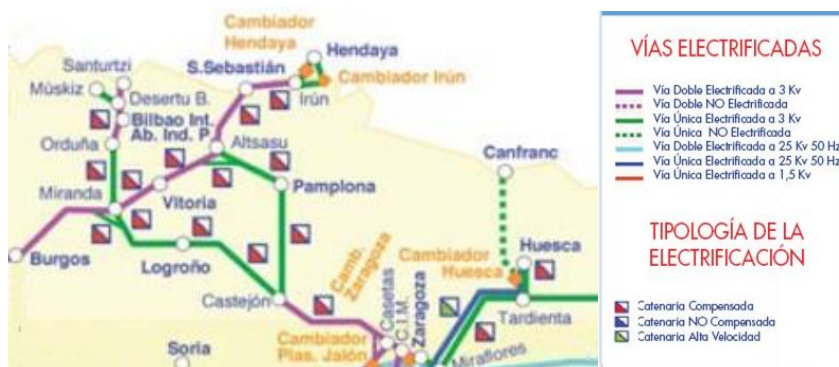 Cambiador
Hendaya
Hendaya
Cambiador Irún
S.Sebastián
Irún
Santurtzi
Múskiz
Desertu B.
Bilbao Int.
Ab. Ind. P.
Orduña
Altsasu
Miranda
Vitoria
Pamplona
Canfranc
Burgos
Logroño
Castejón
Camb.
Zaragoza
Cambiador
Huesca
Huesca
Tardienta
Casetas
C.I.M.
Zaragoza
Cambiador
Plas. Jalón
Miraflores
Soria
VÍAS ELECTRIFICADAS
Vía Doble Electrificada a 3 Kv
Vía Doble NO Electrificada
Vía Única Electrificada a 3 Kv
Vía Única NO Electrificada
Vía Doble Electrificada a 25 Kv 50 Hz
Vía Única Electrificada a 25 Kv 50 Hz
Vía Única Electrificada a 1,5 Kv
TIPOLOGÍA DE LA
ELECTRIFICACIÓN
Catenaria Compensada
Catenaria NO Compensada
Catenaria Alta Velocidad